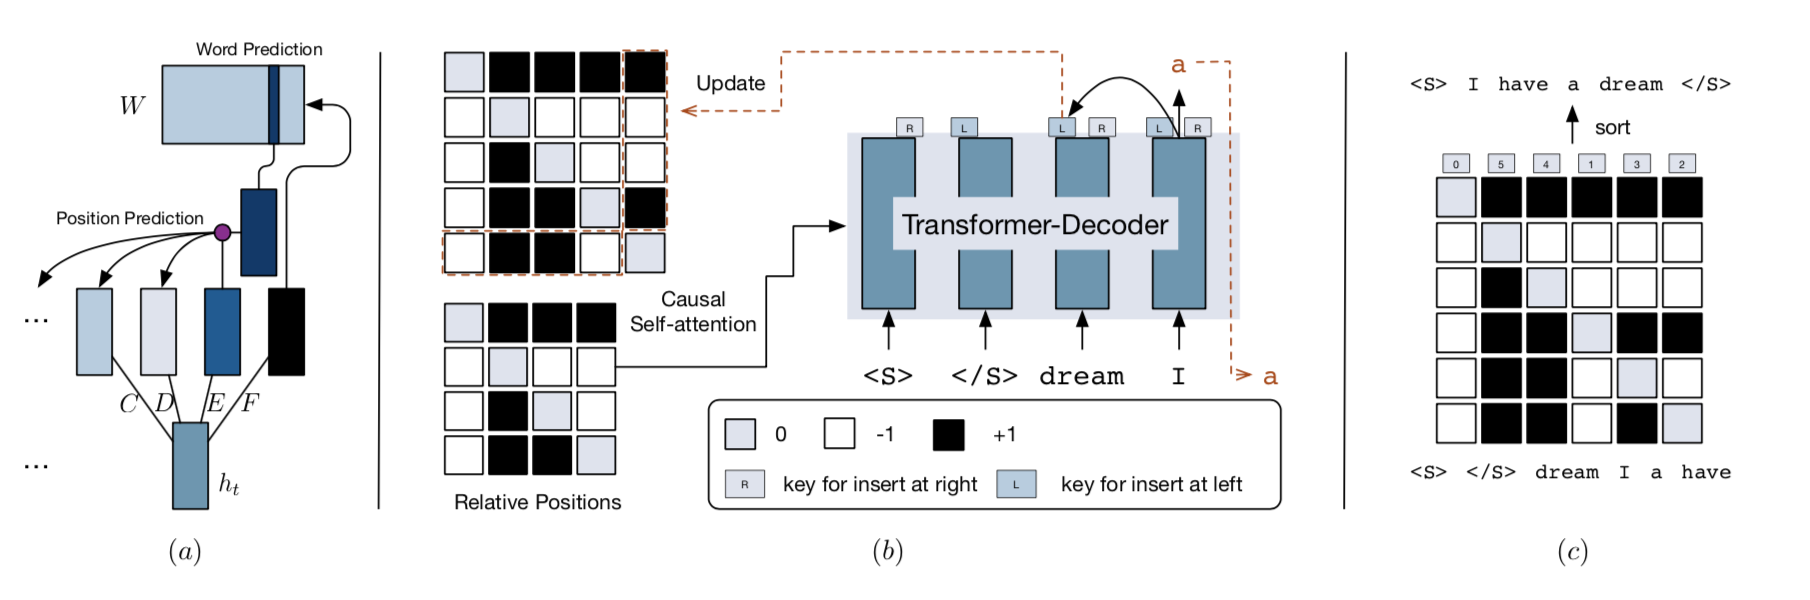 Word Prediction
W
Position Prediction
...
C D E F
...
h_t
(a)
Update
Causal
Self-attention
Relative Positions
a
R L L R L R
Transformer-Decoder
<S> </S> dream I a
0 -1 +1
R key for insert at right L key for insert at left
(b)
<S> I have a dream </S>
sort
0 5 4 1 3 2
<S> </S> dream I a have
(c)